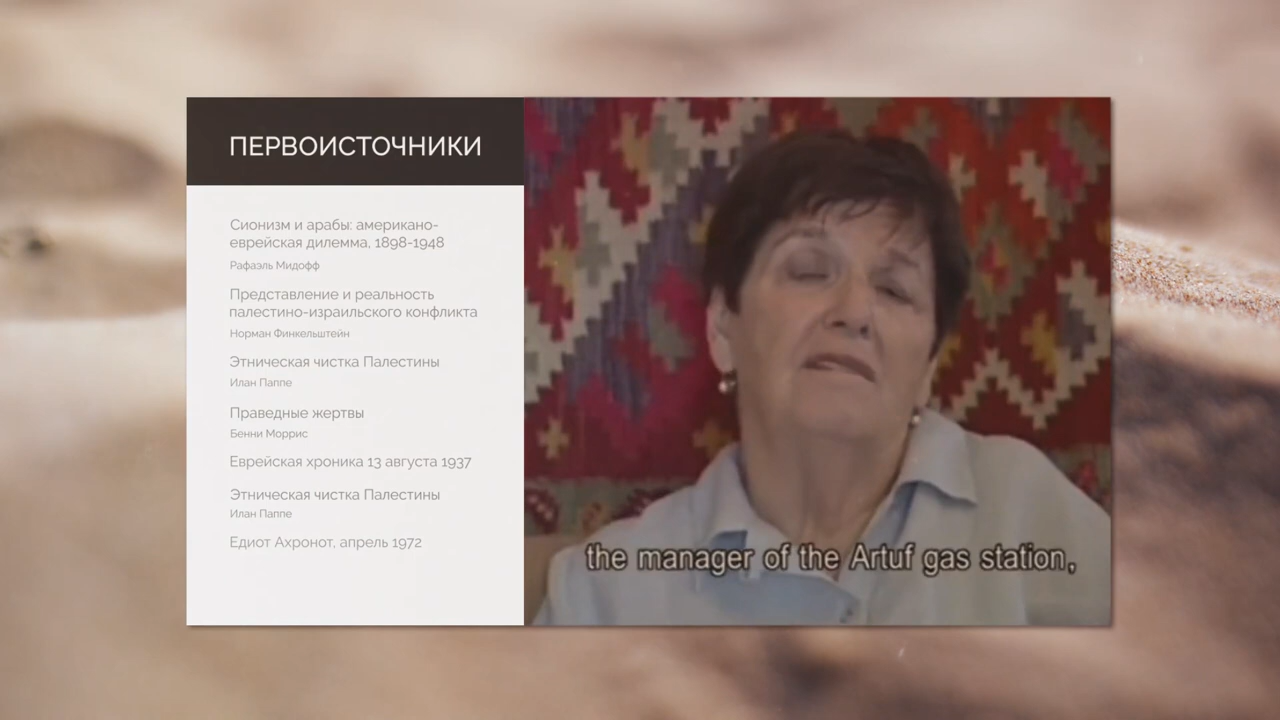 ПЕРВОИСТОЧНИКИ
Сионизм и арабы: американо-
еврейская дилемма, 1898-1948
Рафаэль Мидофф
Представление и реальность
палестино-израильского конфликта
Норман Финкельштейн
Этническая чистка Палестины
Илан Паппе
Праведные жертвы
Бенни Моррис
Еврейская хроника 13 августа 1937
Этническая чистка Палестины
Илан Паппе
Едиот Ахронот, апрель 1972
the manager of the Artuf gas station,